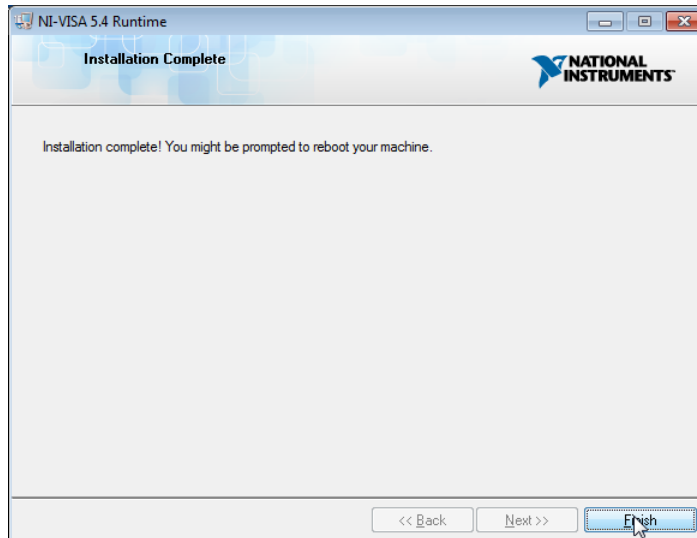 NI-VISA 5.4 Runtime
Installation Complete
NATIONAL
INSTRUMENTS™
Installation complete! You might be prompted to reboot your machine.
<< Back
Next >>
Finish